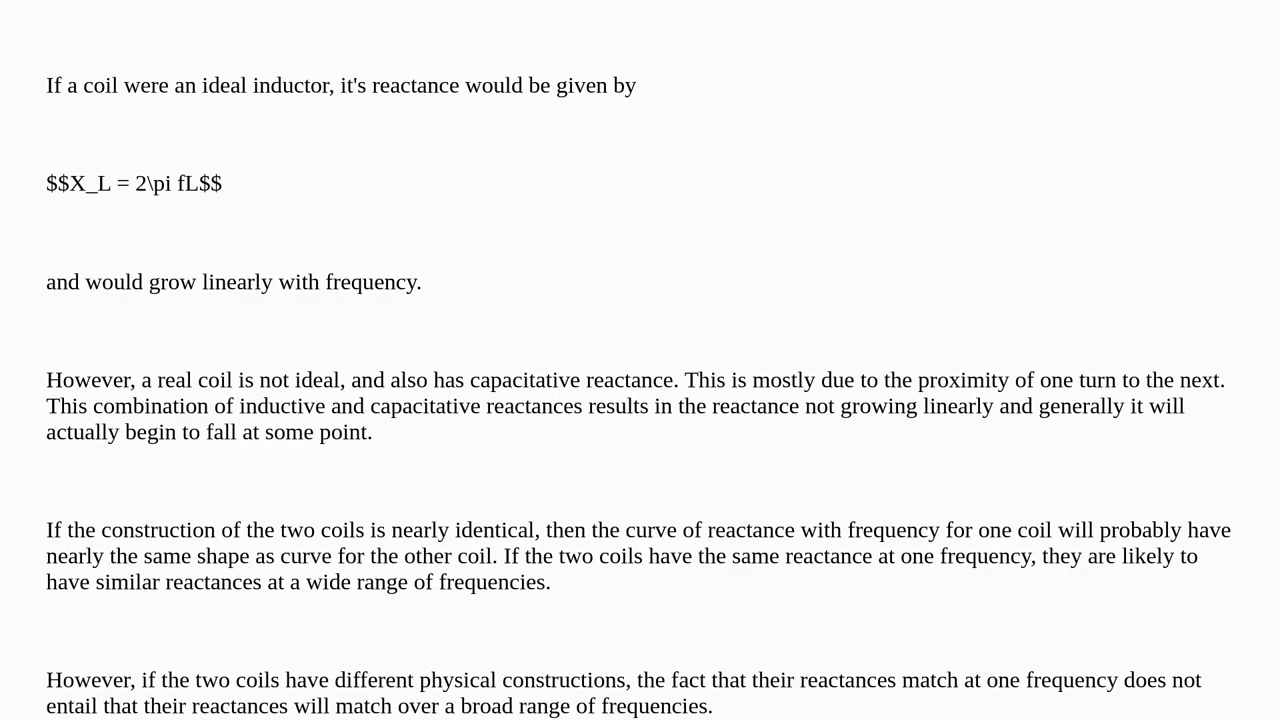 If a coil were an ideal inductor, it's reactance would be given by
$$X_L = 2\pi fL$$
and would grow linearly with frequency.
However, a real coil is not ideal, and also has capacitative reactance. This is mostly due to the proximity of one turn to the next.
This combination of inductive and capacitative reactances results in the reactance not growing linearly and generally it will
actually begin to fall at some point.
If the construction of the two coils is nearly identical, then the curve of reactance with frequency for one coil will probably have
nearly the same shape as curve for the other coil. If the two coils have the same reactance at one frequency, they are likely to
have similar reactances at a wide range of frequencies.
However, if the two coils have different physical constructions, the fact that their reactances match at one frequency does not
entail that their reactances will match over a broad range of frequencies.